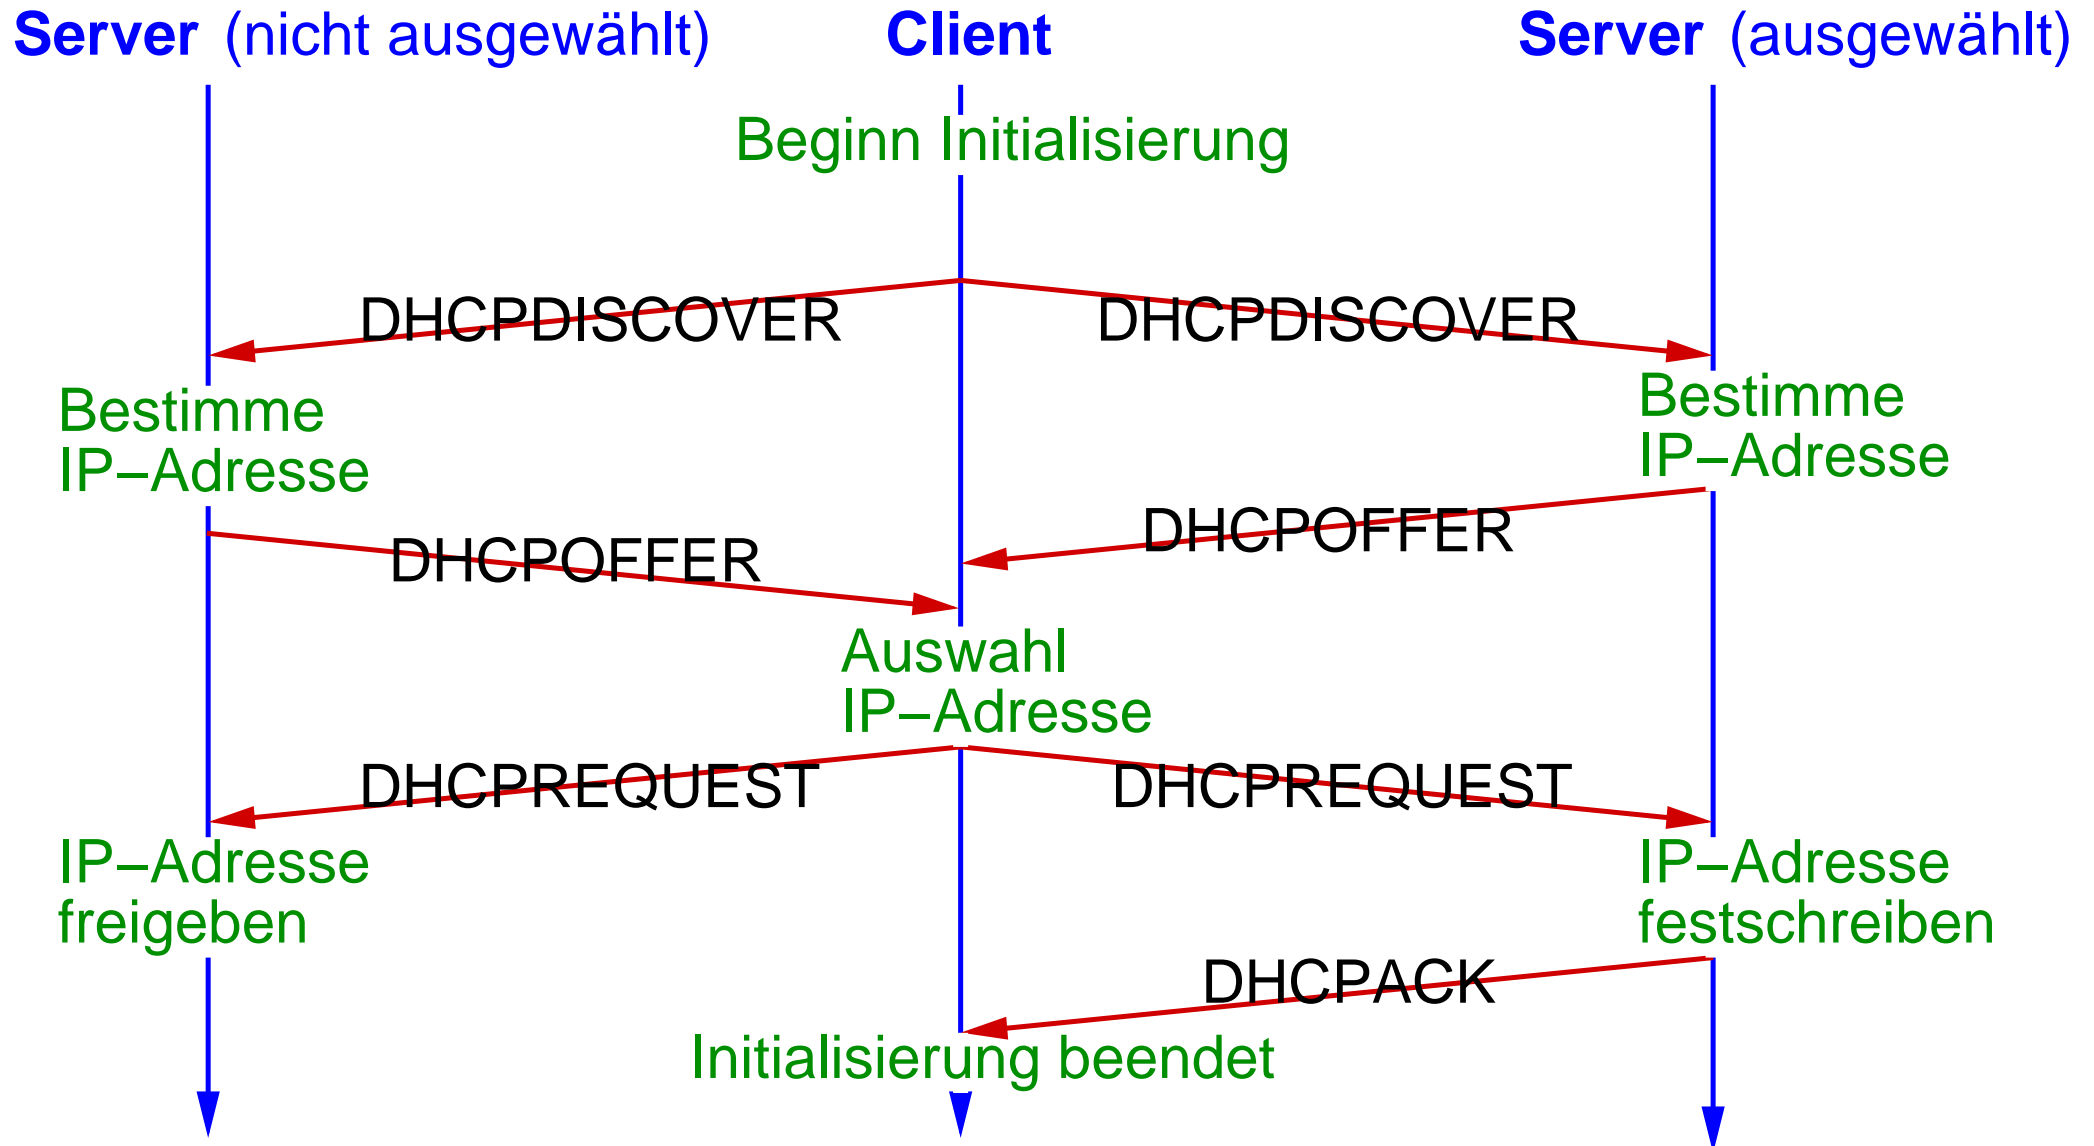 Server (nicht ausgewählt)
Client
Server (ausgewählt)
Beginn Initialisierung
DHCPDISCOVER
DHCPDISCOVER
Bestimme
IP–Adresse
Bestimme
IP–Adresse
DHCPOFFER
DHCPOFFER
Auswahl
IP–Adresse
DHCPREQUEST
DHCPREQUEST
IP–Adresse
freigeben
IP–Adresse
festschreiben
DHCPACK
Initialisierung beendet